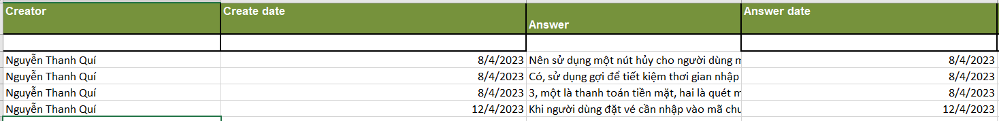 Creator Create date Answer Answer date
Nguyễn Thanh Quí 8/4/2023 Nên sử dụng một nút hủy cho người dùng 8/4/2023
Nguyễn Thanh Quí 8/4/2023 Có, sử dụng gợi để tiết kiệm thơi gian nhập 8/4/2023
Nguyễn Thanh Quí 8/4/2023 3, một là thanh toán tiền mặt, hai là quét 8/4/2023
Nguyễn Thanh Quí 12/4/2023 Khi người dùng đặt vé cần nhập vào mã 12/4/2023